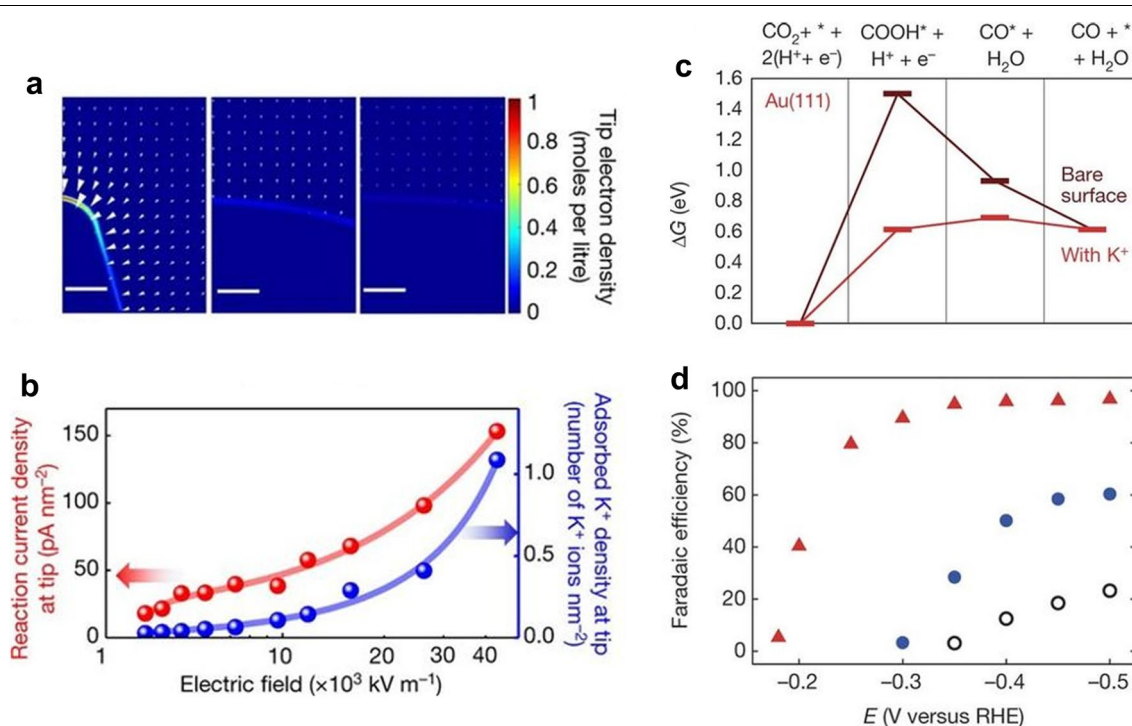 a
1
0.8
0.6
0.4
0.2
0
Tip electron density
(moles per litre)
b
Reaction current density
at tip (pA nm⁻²)
150
100
50
0
1
10
20
30
40
Electric field (×10³ kV m⁻¹)
1.0
0.5
0.0
Adsorbed K⁺ density at tip
(number of K⁺ ions nm⁻²)
c
CO₂+ * +
2(H⁺+ e⁻)
COOH* +
H⁺ + e⁻
CO* +
H₂O
CO + *
+ H₂O
ΔG (eV)
1.6
1.4
1.2
1.0
0.8
0.6
0.4
0.2
0.0
Au(111)
Bare
surface
With K⁺
d
Faradaic efficiency (%)
100
80
60
40
20
0
−0.2
−0.3
−0.4
−0.5
E (V versus RHE)